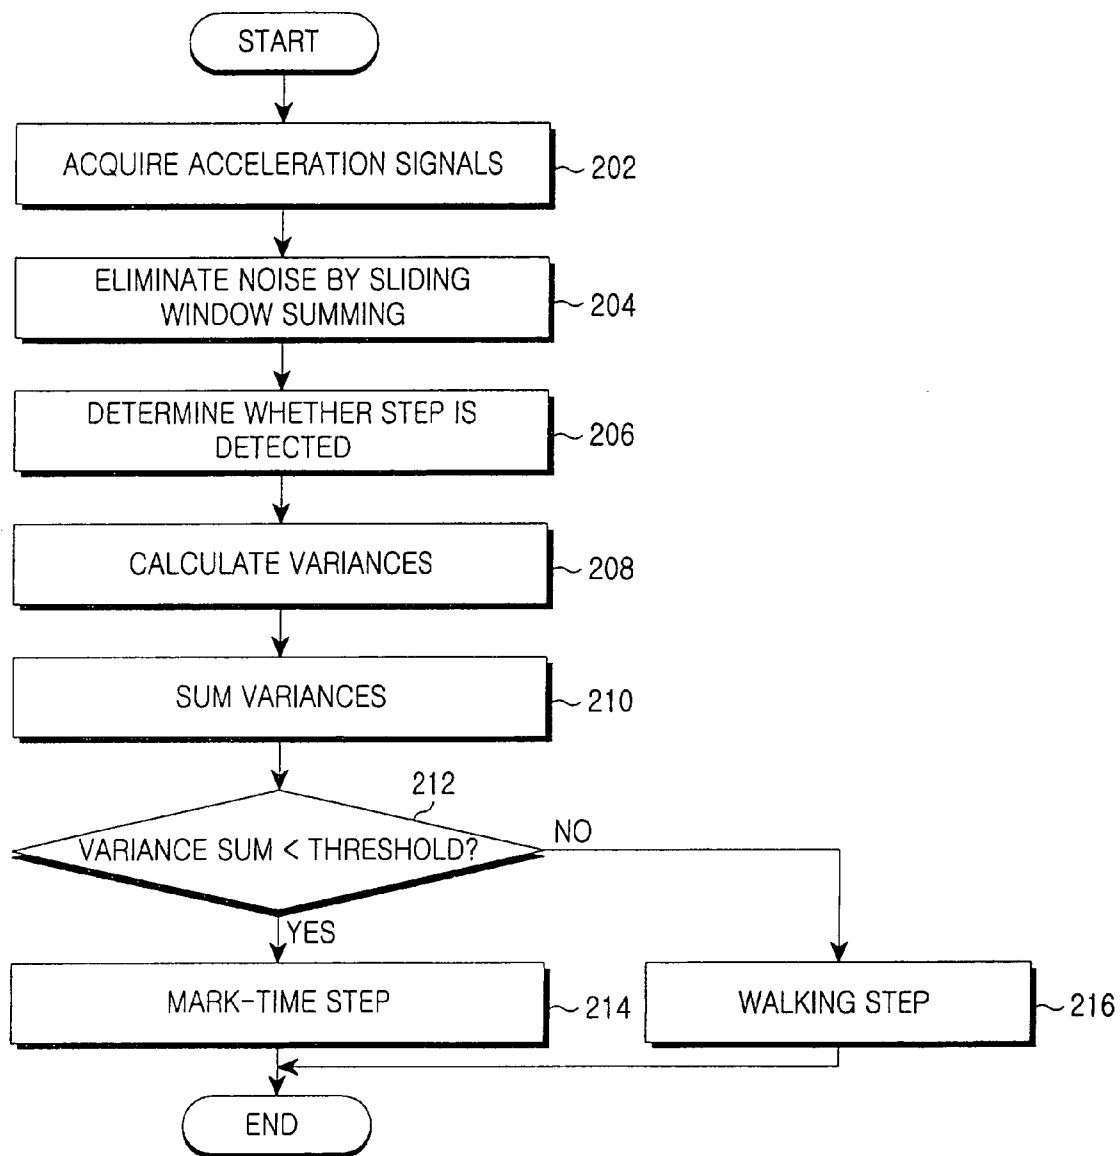 START
ACQUIRE ACCELERATION SIGNALS
202
ELIMINATE NOISE BY SLIDING
WINDOW SUMMING
204
DETERMINE WHETHER STEP IS
DETECTED
206
CALCULATE VARIANCES
208
SUM VARIANCES
210
212
VARIANCE SUM < THRESHOLD?
NO
YES
MARK-TIME STEP
214
WALKING STEP
216
END